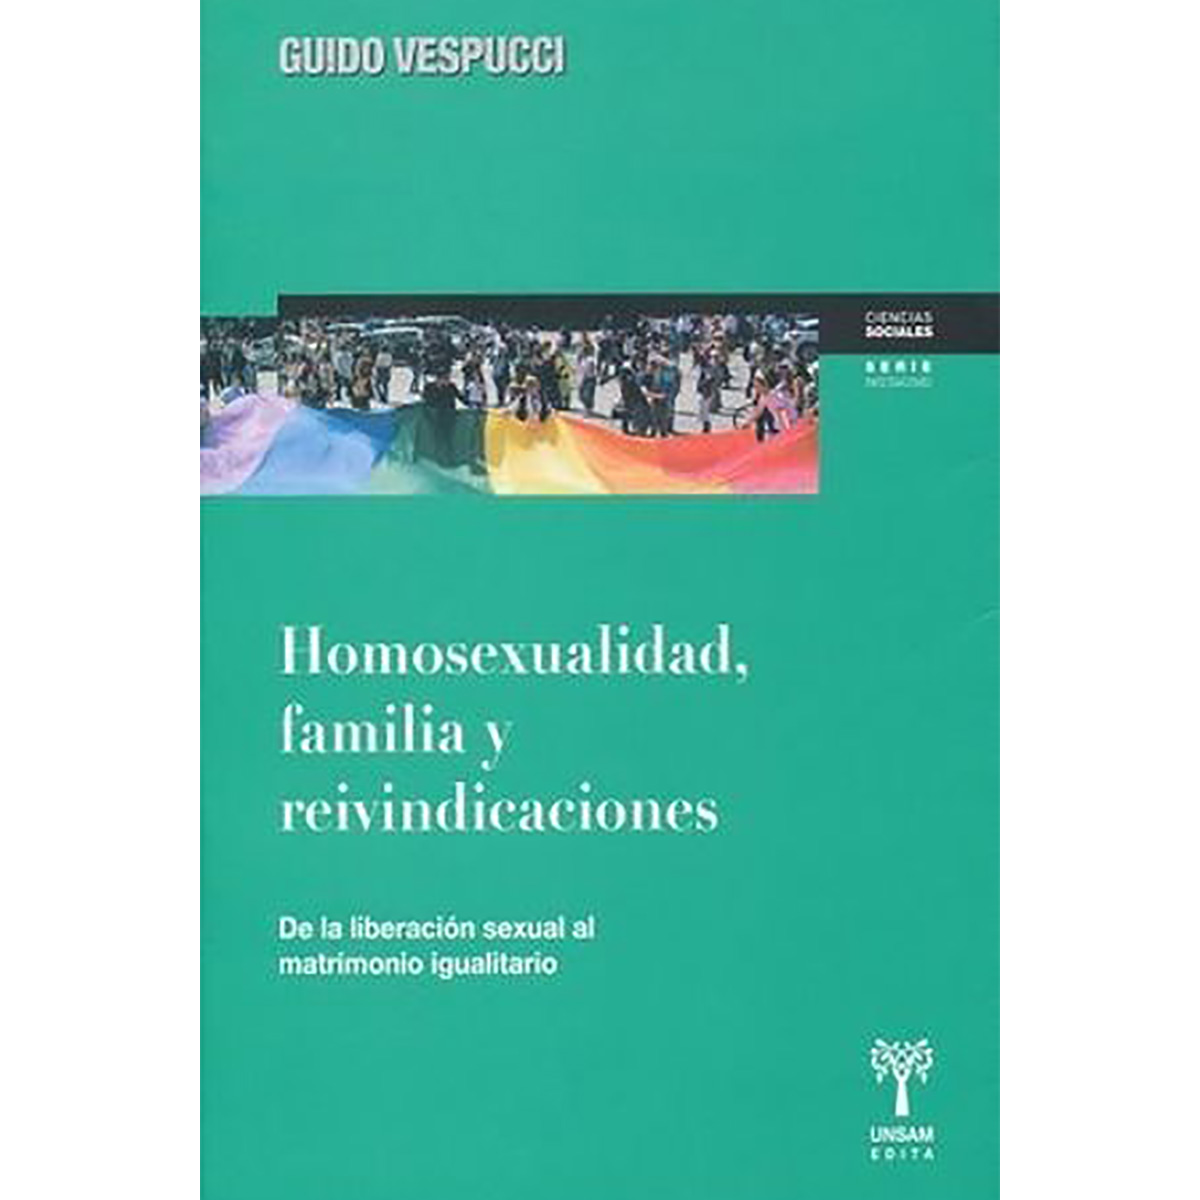 GUIDO VESPUCCI
CIENCIAS
SOCIALES
SERIE
Homosexualidad,
familia y
reivindicaciones
De la liberación sexual al
matrimonio igualitario
UNSAM
EDITA